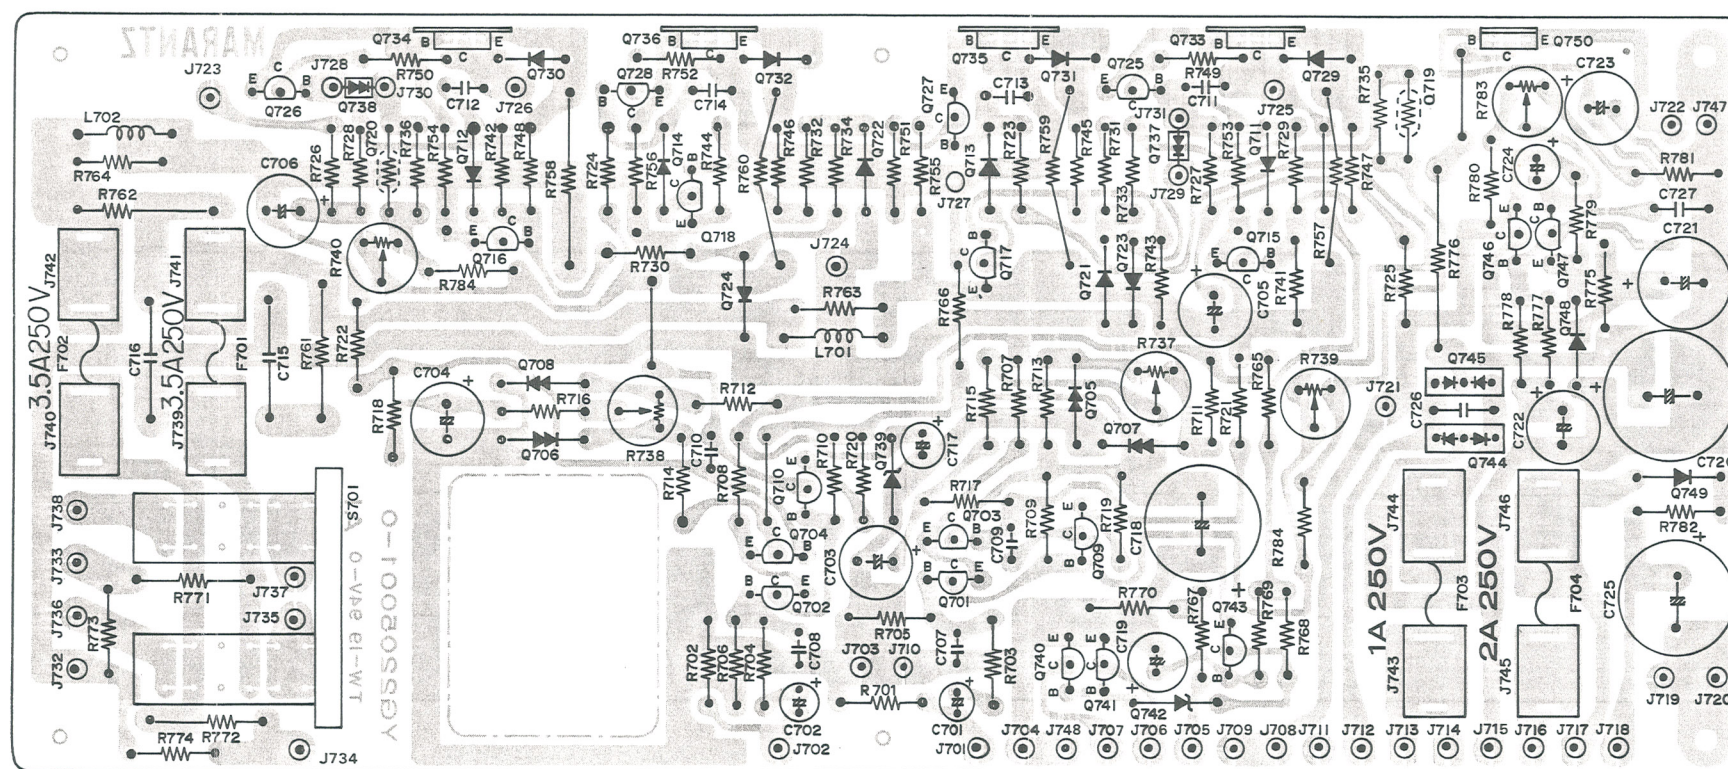 MARANTZ
Q734 B E Q736 B E Q735 B E Q733 B E B E Q750
J723 J728 R750 C Q730 R752 C Q732 C Q731 Q725 R749 C Q729 R735 Q719 C C723
E C B Q726 Q738 J730 C712 J726 Q728 C714 Q727 C713 J731 C711 J725 R783 J722 J747
L702
R764 C706 R726 R728 Q720 R736 R754 Q712 R742 R748 R758 R724 R756 Q714 R744 R760 R746 R732 R734 Q722 R751 R755 Q713 R723 R759 R745 R731 Q737 R727 R753 Q711 R729 R747 R780 C724 R781
R762 J727 R733 J729 C727
J742 J741 R740 Q716 Q718 J724 Q717 Q721 Q723 R743 Q715 R757 R776 Q746 Q747 R779 C721
R784 R730 Q724 R763 R766 C705 R741 R725 R778 R777 Q748 R775
3.5A250V F702 C716 3.5A250V F701 C715 R761 R722 L701
C704 Q708 R737 R739 Q745
R716 R712 R715 R707 R713 Q705 R711 R721 R765 J721 C726
J740 J739 R718 Q706 R738 C710 R710 R720 Q739 C717 Q707 Q744 C722 C720
R714 R708 Q710 R717 R709 R719 C718 Q749
J738 S701 Q704 Q703 C709 Q709 R784 J744 J746 R782
J733 C703 1A 250V F703 2A 250V F704 C725
R771 J737 Q702 Q701 R770 R767 Q743 R769
J736 R773 J735 TW-19 94V-0 YG2205001-0 R705 C719 R768
J732 R702 R706 R704 C708 J703 J710 C707 R703 Q740 J743 J745 J719 J720
R701 Q741 Q742
R774 R772 C702 C701
J734 J702 J701 J704 J748 J707 J706 J705 J709 J708 J711 J712 J713 J714 J715 J716 J717 J718